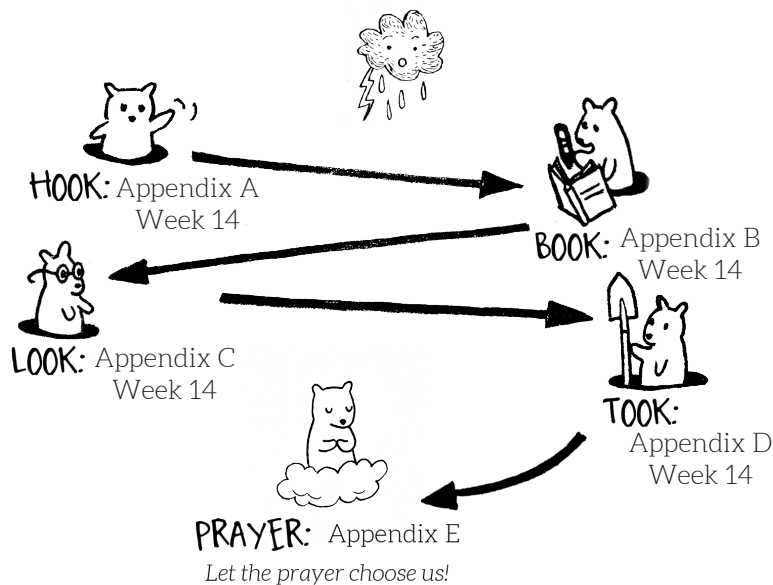 HOOK: Appendix A
Week 14
BOOK: Appendix B
Week 14
LOOK: Appendix C
Week 14
TOOK:
Appendix D
Week 14
PRAYER: Appendix E
Let the prayer choose us!